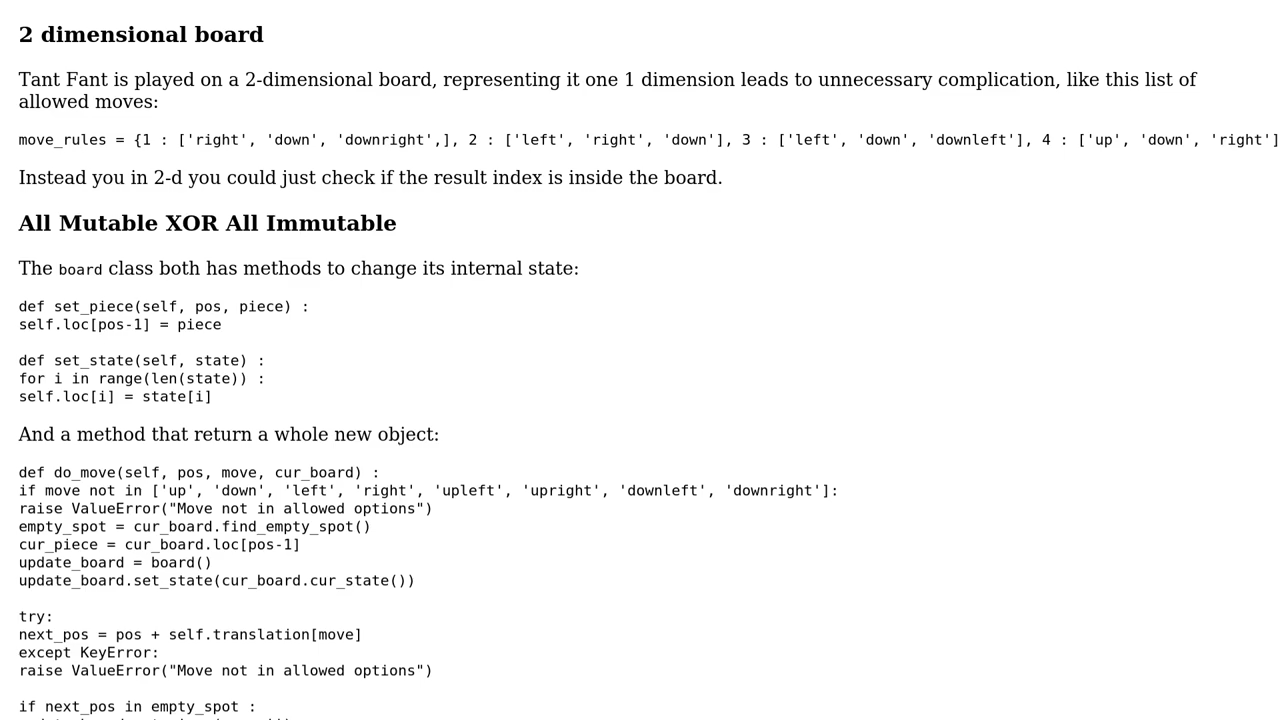 2 dimensional board
Tant Fant is played on a 2-dimensional board, representing it one 1 dimension leads to unnecessary complication, like this list of
allowed moves:
move_rules = {1 : ['right', 'down', 'downright',], 2 : ['left', 'right', 'down'], 3 : ['left', 'down', 'downleft'], 4 : ['up', 'down', 'right']
Instead you in 2-d you could just check if the result index is inside the board.
All Mutable XOR All Immutable
The board class both has methods to change its internal state:
def set_piece(self, pos, piece) :
self.loc[pos-1] = piece
def set_state(self, state) :
for i in range(len(state)) :
self.loc[i] = state[i]
And a method that return a whole new object:
def do_move(self, pos, move, cur_board) :
if move not in ['up', 'down', 'left', 'right', 'upleft', 'upright', 'downleft', 'downright']:
raise ValueError("Move not in allowed options")
empty_spot = cur_board.find_empty_spot()
cur_piece = cur_board.loc[pos-1]
update_board = board()
update_board.set_state(cur_board.cur_state())
try:
next_pos = pos + self.translation[move]
except KeyError:
raise ValueError("Move not in allowed options")
if next_pos in empty_spot :